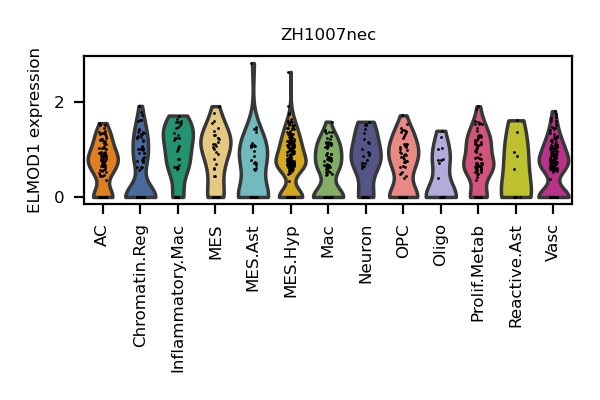 ZH1007nec
ELMOD1 expression
2
0
AC
Chromatin.Reg
Inflammatory.Mac
MES
MES.Ast
MES.Hyp
Mac
Neuron
OPC
Oligo
Prolif.Metab
Reactive.Ast
Vasc